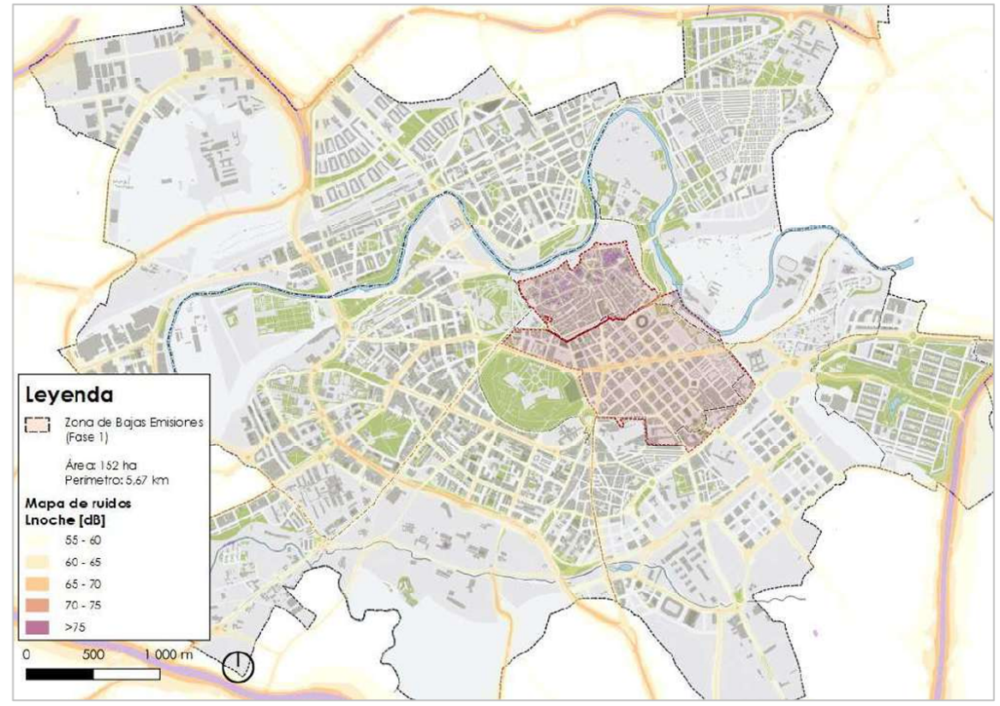 Leyenda
Zona de Bajas Emisiones
(Fase 1)
Área: 152 ha
Perímetro: 5,67 km
Mapa de ruidos
Lnoche [dB]
55 - 60
60 - 65
65 - 70
70 - 75
>75
0 500 1 000 m